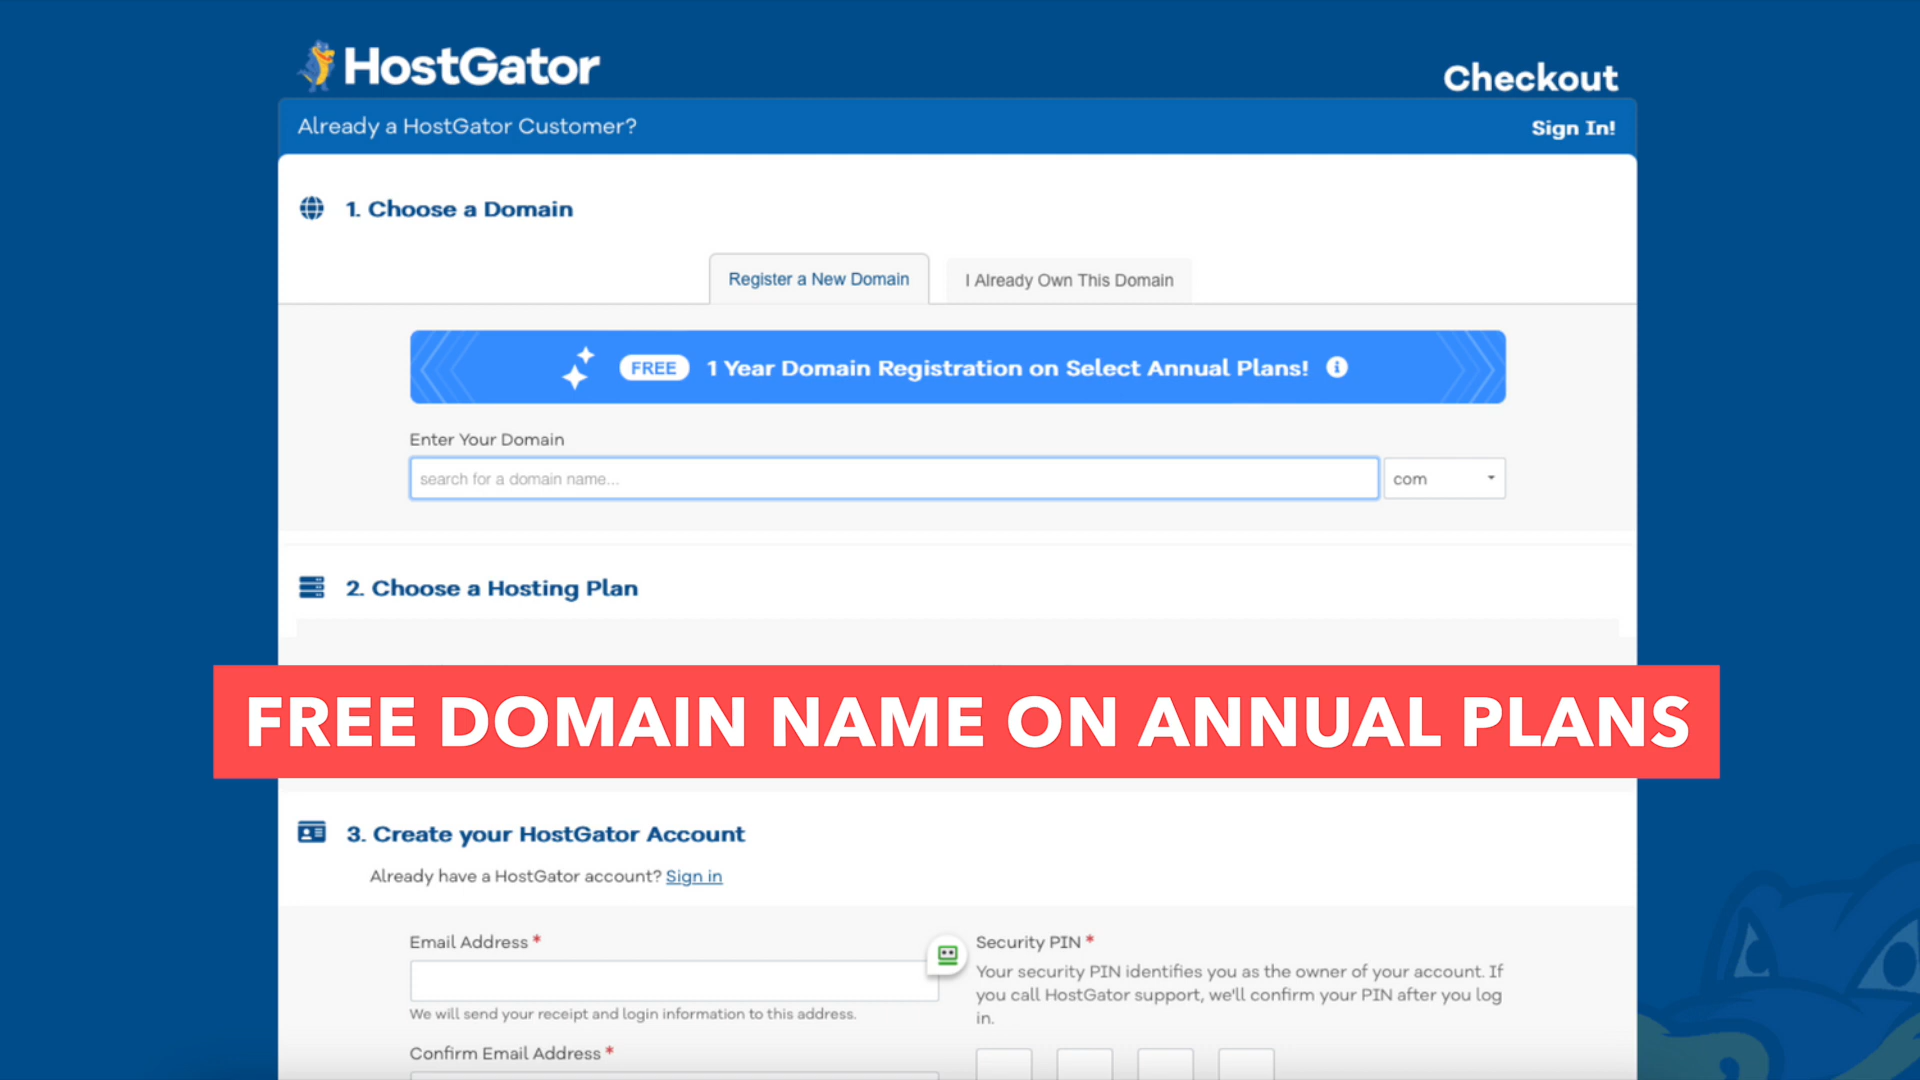 HostGator
Checkout
Already a HostGator Customer?
Sign In!
1. Choose a Domain
Register a New Domain
I Already Own This Domain
FREE 1 Year Domain Registration on Select Annual Plans!
Enter Your Domain
search for a domain name...
com
2. Choose a Hosting Plan
FREE DOMAIN NAME ON ANNUAL PLANS
3. Create your HostGator Account
Already have a HostGator account? Sign in
Email Address *
We will send your receipt and login information to this address.
Confirm Email Address *
Security PIN *
Your security PIN identifies you as the owner of your account. If
you call HostGator support, we'll confirm your PIN after you log
in.